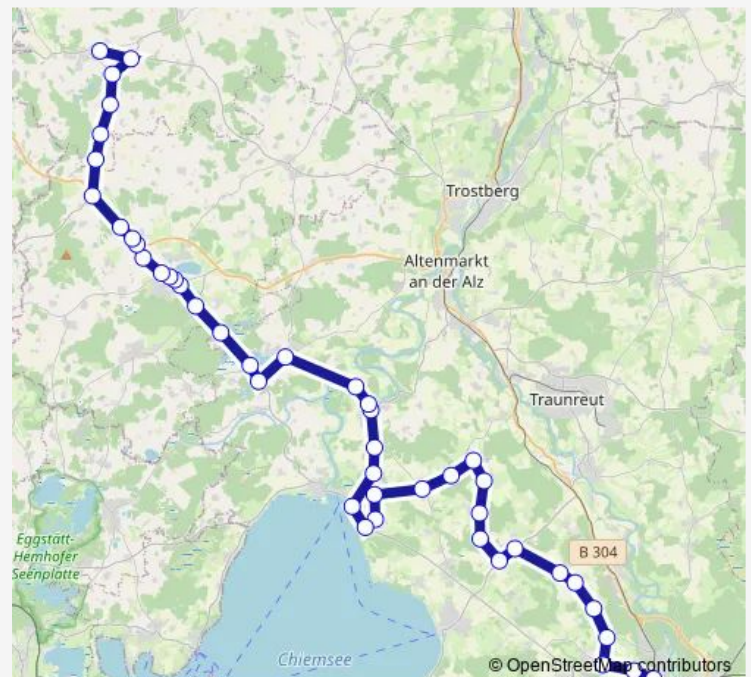 Trostberg
Altenmarkt
an der Alz
Traunreut
Eggstätt-
Hemhofer
Seenplatte
B 304
Chiemsee
© OpenStreetMap contributors